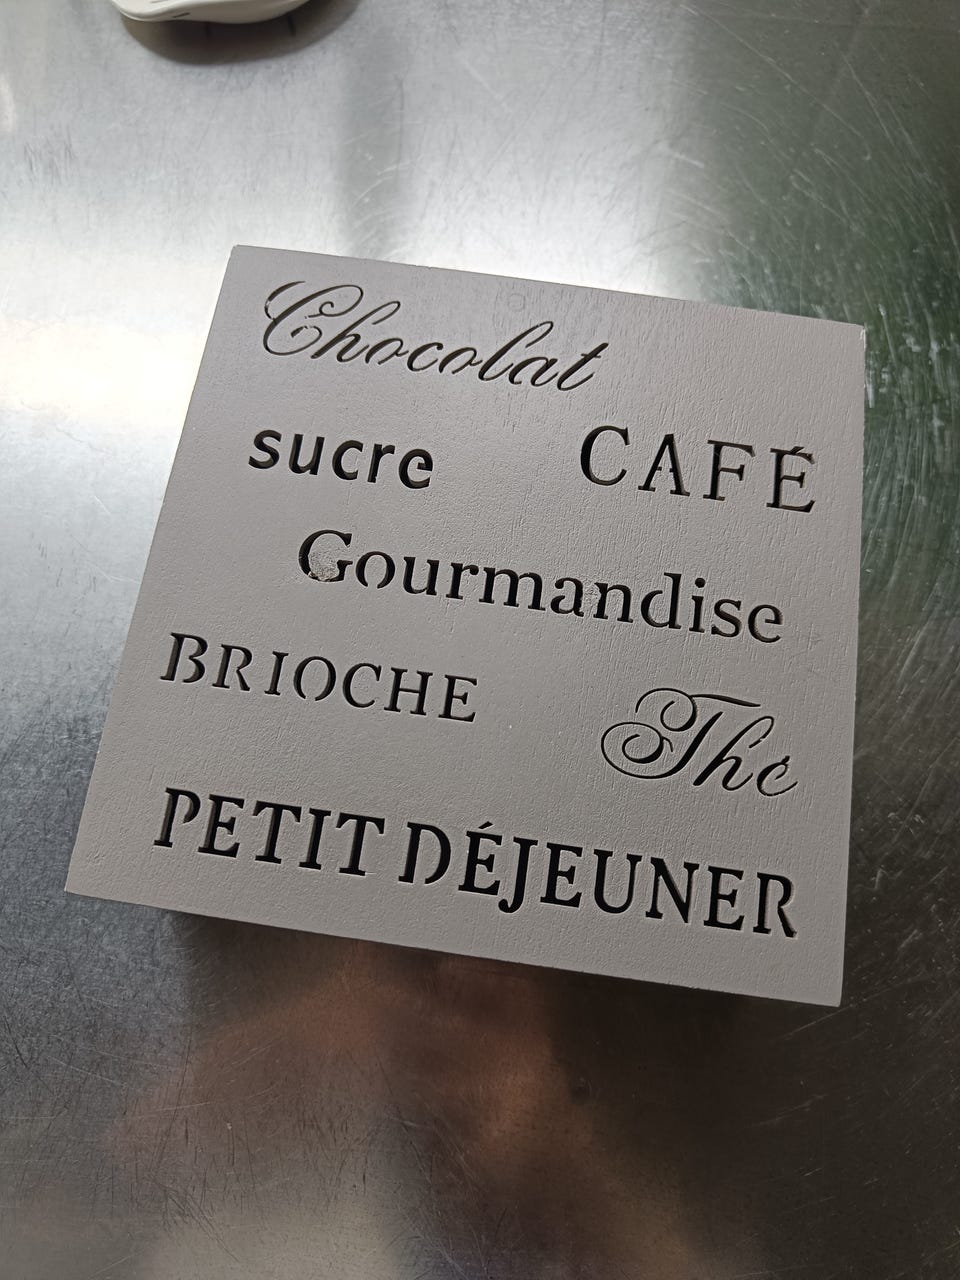 Chocolat
sucre CAFÉ
Gourmandise
BRIOCHE Thé
PETIT DÉJEUNER